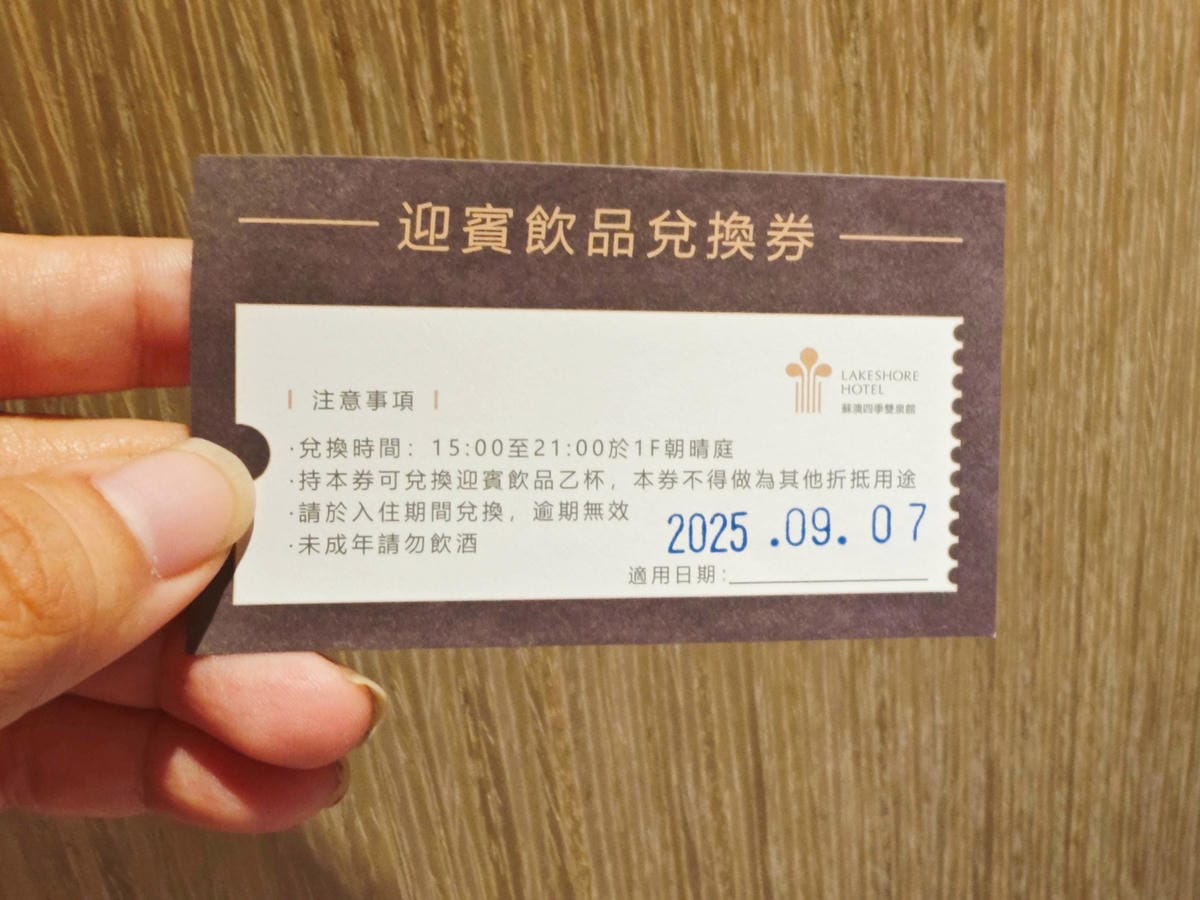 迎賓飲品兌換券
LAKESHORE
HOTEL
蘇澳四季雙泉館
| 注意事項 |
·兌換時間：15:00至21:00於1F朝晴庭
·持本券可兌換迎賓飲品乙杯，本券不得做為其他折抵用途
·請於入住期間兌換，逾期無效
·未成年請勿飲酒
2025.09.07
適用日期：